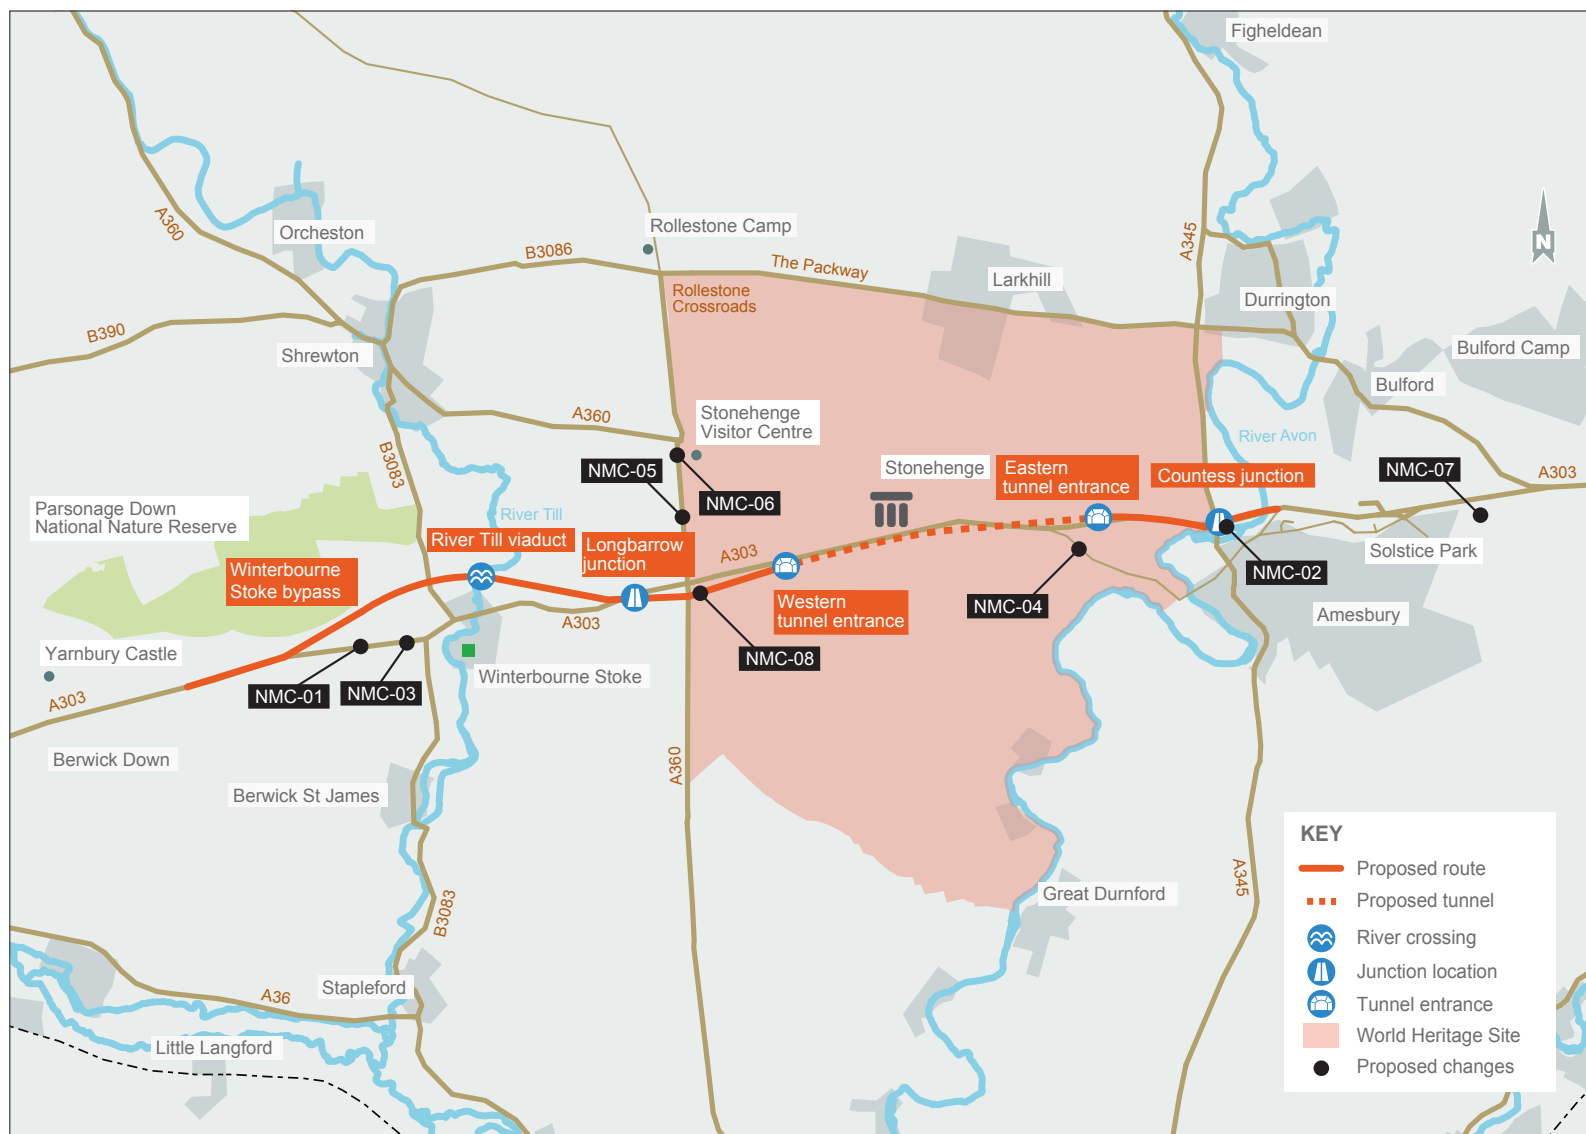 Figheldean
A360
Orcheston
Rollestone Camp
B3086
The Packway
A345
N
Larkhill
Durrington
Rollestone
Crossroads
B390
Shrewton
Bulford Camp
Bulford
A360
Stonehenge
Visitor Centre
River Avon
B3083
NMC-05
NMC-06
Stonehenge
Eastern
tunnel entrance
Countess junction
NMC-07
A303
Parsonage Down
National Nature Reserve
River Till
River Till viaduct
Longbarrow
junction
A303
Solstice Park
NMC-02
Winterbourne
Stoke bypass
Western
tunnel entrance
NMC-04
Amesbury
A303
Yarnbury Castle
NMC-08
Winterbourne Stoke
NMC-01
NMC-03
A303
Berwick Down
A360
Berwick St James
KEY
Proposed route
Proposed tunnel
River crossing
Junction location
Tunnel entrance
World Heritage Site
Proposed changes
A345
Great Durnford
B3083
Stapleford
A36
Little Langford